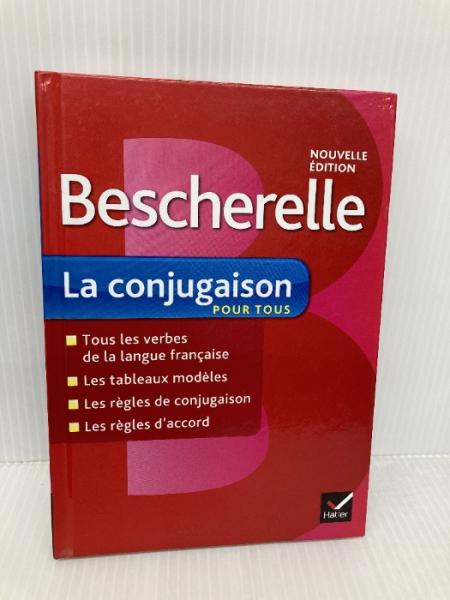 NOUVELLE
ÉDITION
Bescherelle
La conjugaison
POUR TOUS
Tous les verbes
de la langue française
Les tableaux modèles
Les règles de conjugaison
Les règles d'accord
Hatier